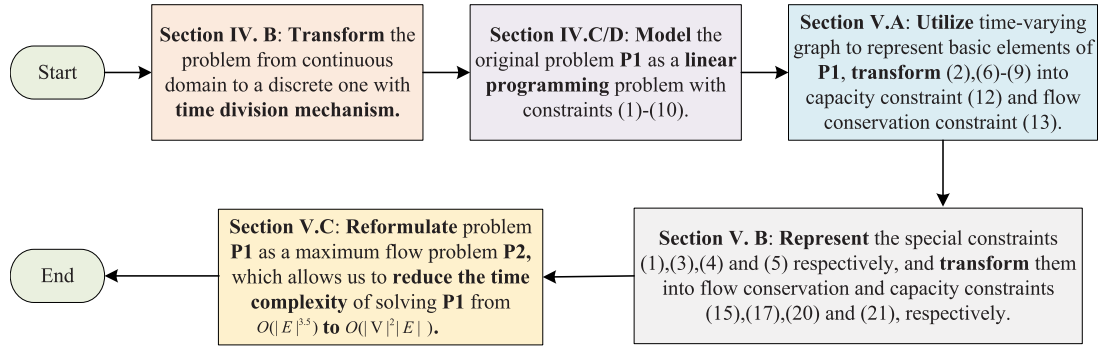 Start
Section IV. B: Transform the
problem from continuous
domain to a discrete one with
time division mechanism.
Section IV.C/D: Model the
original problem P1 as a linear
programming problem with
constraints (1)-(10).
Section V.A: Utilize time-varying
graph to represent basic elements of
P1, transform (2),(6)-(9) into
capacity constraint (12) and flow
conservation constraint (13).
Section V. B: Represent the special constraints
(1),(3),(4) and (5) respectively, and transform them
into flow conservation and capacity constraints
(15),(17),(20) and (21), respectively.
Section V.C: Reformulate problem
P1 as a maximum flow problem P2,
which allows us to reduce the time
complexity of solving P1 from
O(|E|^3.5) to O(|V|^2|E| ).
End